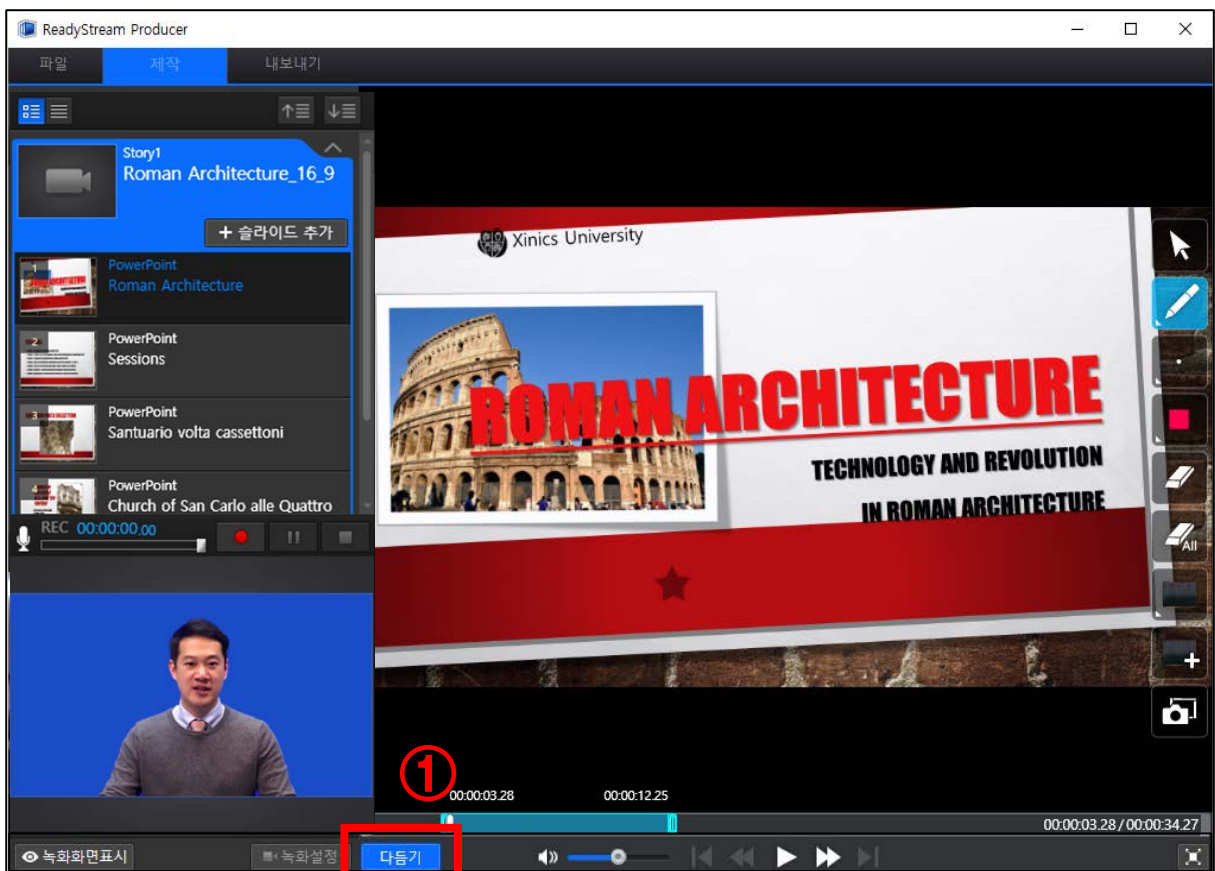 ReadyStream Producer
파일
제작
내보내기
Story1
Roman Architecture_16_9
+ 슬라이드 추가
1
PowerPoint
Roman Architecture
2
PowerPoint
Sessions
3
PowerPoint
Santuario volta cassettoni
4
PowerPoint
Church of San Carlo alle Quattro
REC 00:00:00.00
Xinics University
ROMAN ARCHITECTURE
TECHNOLOGY AND REVOLUTION
IN ROMAN ARCHITECTURE
All
①
00:00:03.28
00:00:12.25
00:00:03.28 / 00:00:34.27
녹화화면표시
녹화설정
다듬기